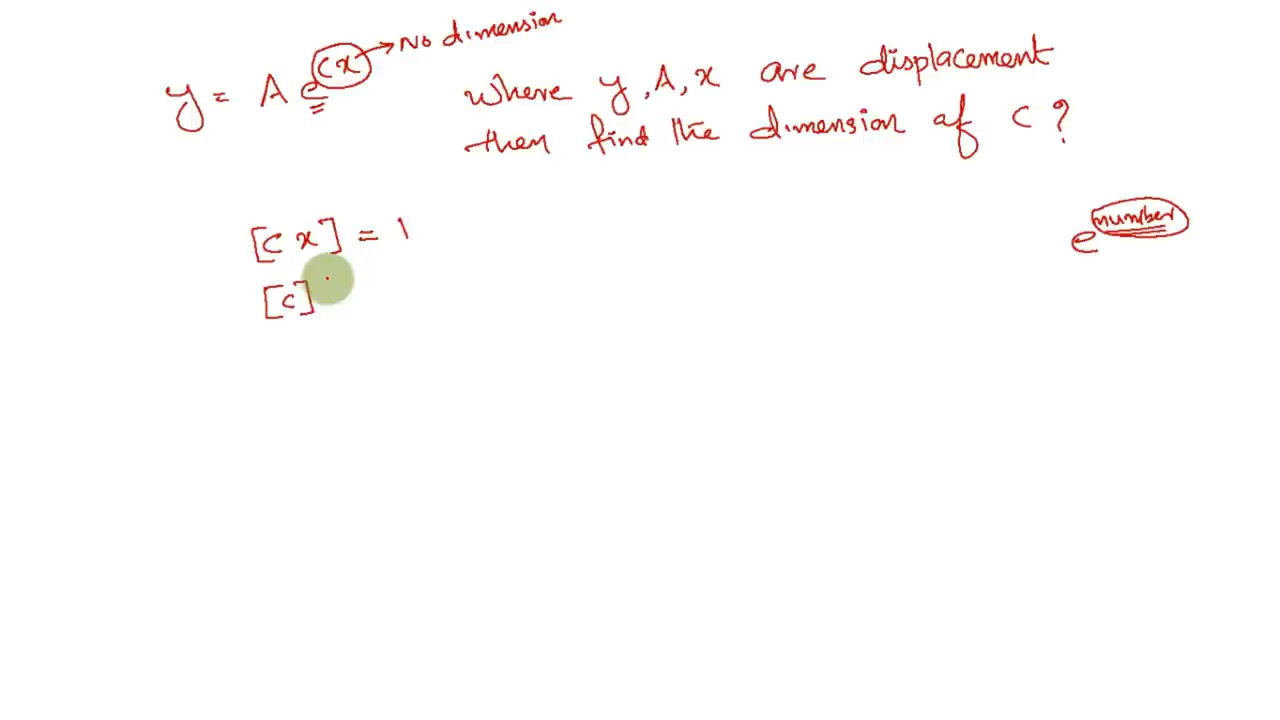 y = A e^{cx} → No dimension
where y, A, x are displacement
then find the dimension of C ?
[C x] = 1
e^{number}
[C]